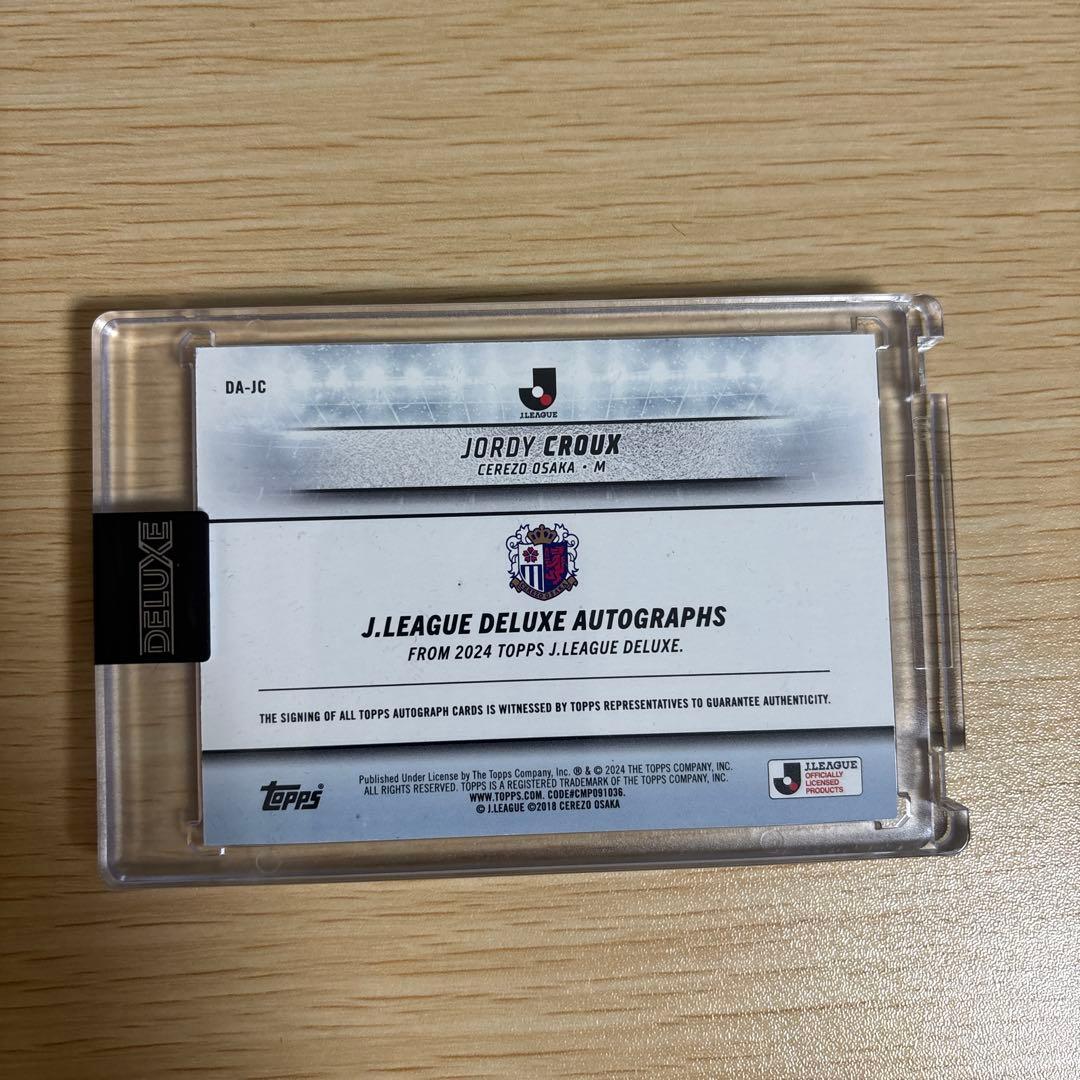 DA-JC
J.LEAGUE
JORDY CROUX
CEREZO OSAKA • M
DELUXE
CEREZO OSAKA
J.LEAGUE DELUXE AUTOGRAPHS
FROM 2024 TOPPS J.LEAGUE DELUXE.
THE SIGNING OF ALL TOPPS AUTOGRAPH CARDS IS WITNESSED BY TOPPS REPRESENTATIVES TO GUARANTEE AUTHENTICITY.
topps
Published Under License by The Topps Company, Inc. ® & © 2024 THE TOPPS COMPANY, INC.
ALL RIGHTS RESERVED. TOPPS IS A REGISTERED TRADEMARK OF THE TOPPS COMPANY, INC.
WWW.TOPPS.COM. CODE#CMP091036.
© J.LEAGUE ©2018 CEREZO OSAKA
J.LEAGUE
OFFICIALLY
LICENSED
PRODUCTS